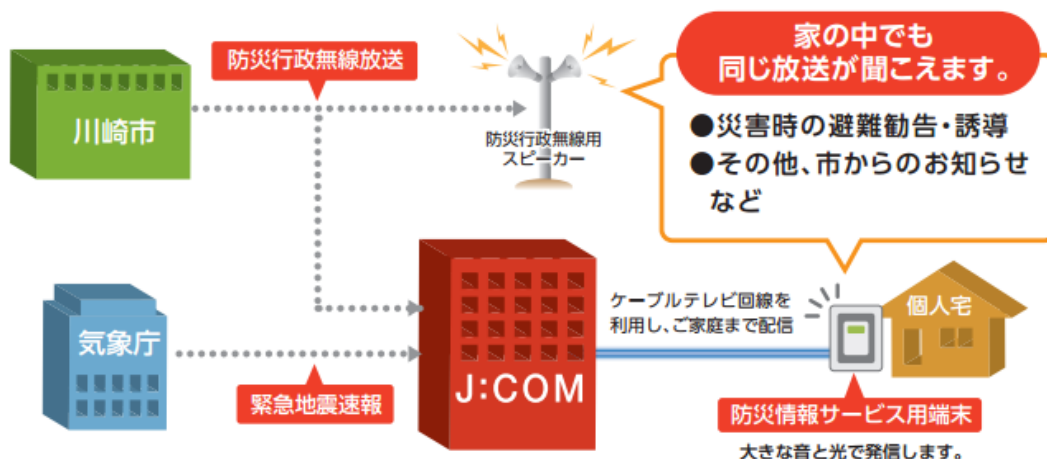 防災行政無線放送
川崎市
防災行政無線用
スピーカー
家の中でも
同じ放送が聞こえます。
●災害時の避難勧告・誘導
●その他、市からのお知らせ
など
気象庁
緊急地震速報
J:COM
ケーブルテレビ回線を
利用し、ご家庭まで配信
個人宅
防災情報サービス用端末
大きな音と光で発信します。